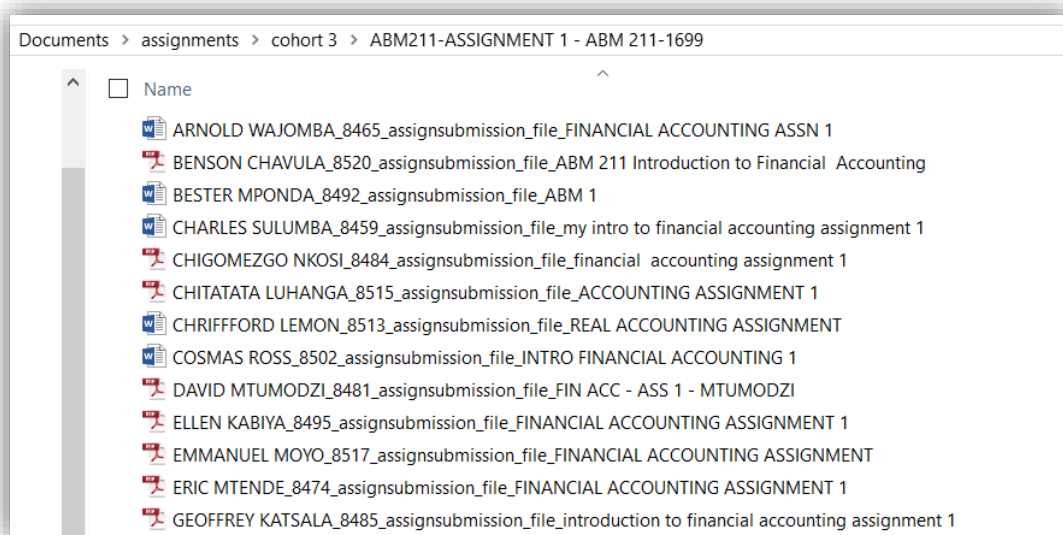 Documents > assignments > cohort 3 > ABM211-ASSIGNMENT 1 - ABM 211-1699
Name
ARNOLD WAJOMBA_8465_assignsubmission_file_FINANCIAL ACCOUNTING ASSN 1
BENSON CHAVULA_8520_assignsubmission_file_ABM 211 Introduction to Financial  Accounting
BESTER MPONDA_8492_assignsubmission_file_ABM 1
CHARLES SULUMBA_8459_assignsubmission_file_my intro to financial accounting assignment 1
CHIGOMEZGO NKOSI_8484_assignsubmission_file_financial  accounting assignment 1
CHITATATA LUHANGA_8515_assignsubmission_file_ACCOUNTING ASSIGNMENT 1
CHRIFFFORD LEMON_8513_assignsubmission_file_REAL ACCOUNTING ASSIGNMENT
COSMAS ROSS_8502_assignsubmission_file_INTRO FINANCIAL ACCOUNTING 1
DAVID MTUMODZI_8481_assignsubmission_file_FIN ACC - ASS 1 - MTUMODZI
ELLEN KABIYA_8495_assignsubmission_file_FINANCIAL ACCOUNTING ASSIGNMENT 1
EMMANUEL MOYO_8517_assignsubmission_file_FINANCIAL ACCOUNTING ASSIGNMENT
ERIC MTENDE_8474_assignsubmission_file_FINANCIAL ACCOUNTING ASSIGNMENT 1
GEOFFREY KATSALA_8485_assignsubmission_file_introduction to financial accounting assignment 1